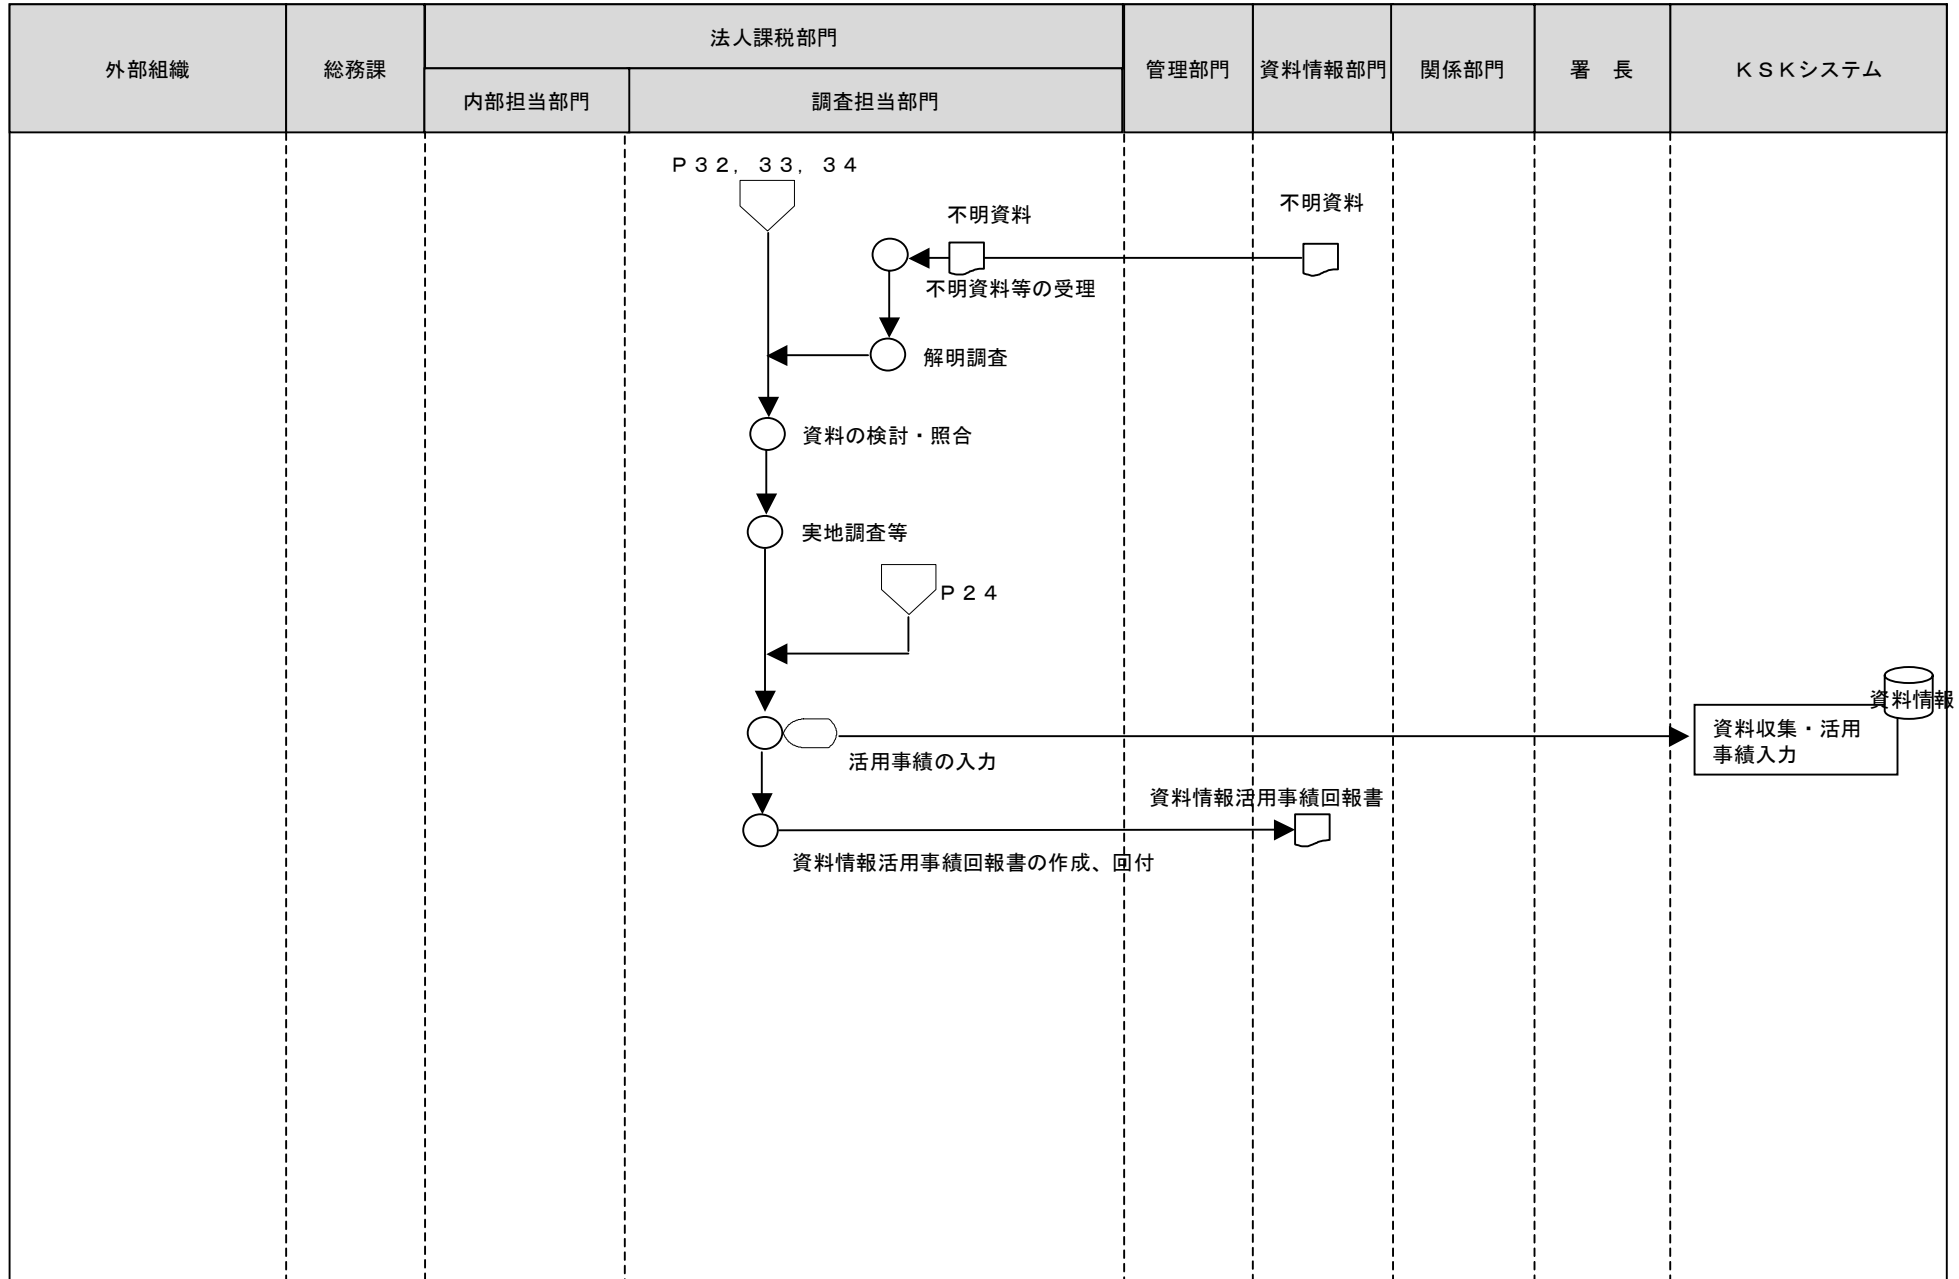 外部組織
総務課
法人課税部門
内部担当部門
調査担当部門
管理部門
資料情報部門
関係部門
署　長
ＫＳＫシステム
Ｐ３２，３３，３４
不明資料
不明資料
不明資料等の受理
解明調査
資料の検討・照合
実地調査等
Ｐ２４
資料情報
資料収集・活用
事績入力
活用事績の入力
資料情報活用事績回報書
資料情報活用事績回報書の作成、回付